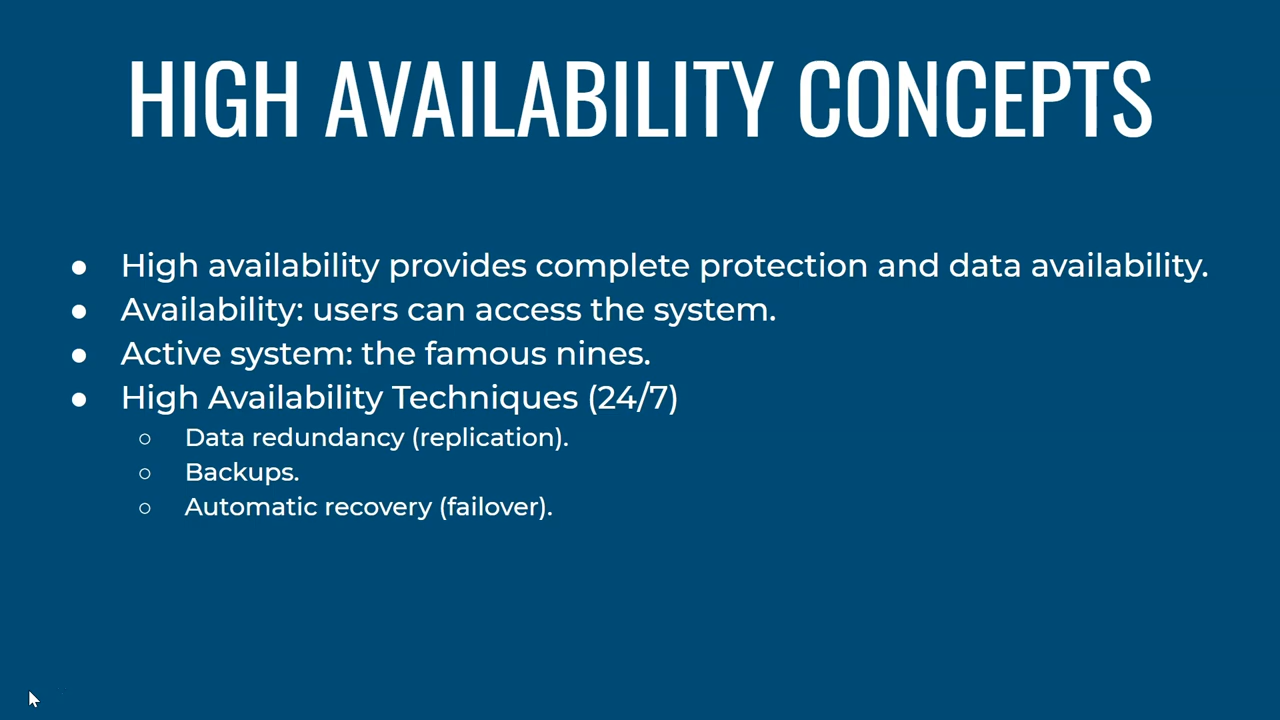 HIGH AVAILABILITY CONCEPTS
● High availability provides complete protection and data availability.
● Availability: users can access the system.
● Active system: the famous nines.
● High Availability Techniques (24/7)
○ Data redundancy (replication).
○ Backups.
○ Automatic recovery (failover).